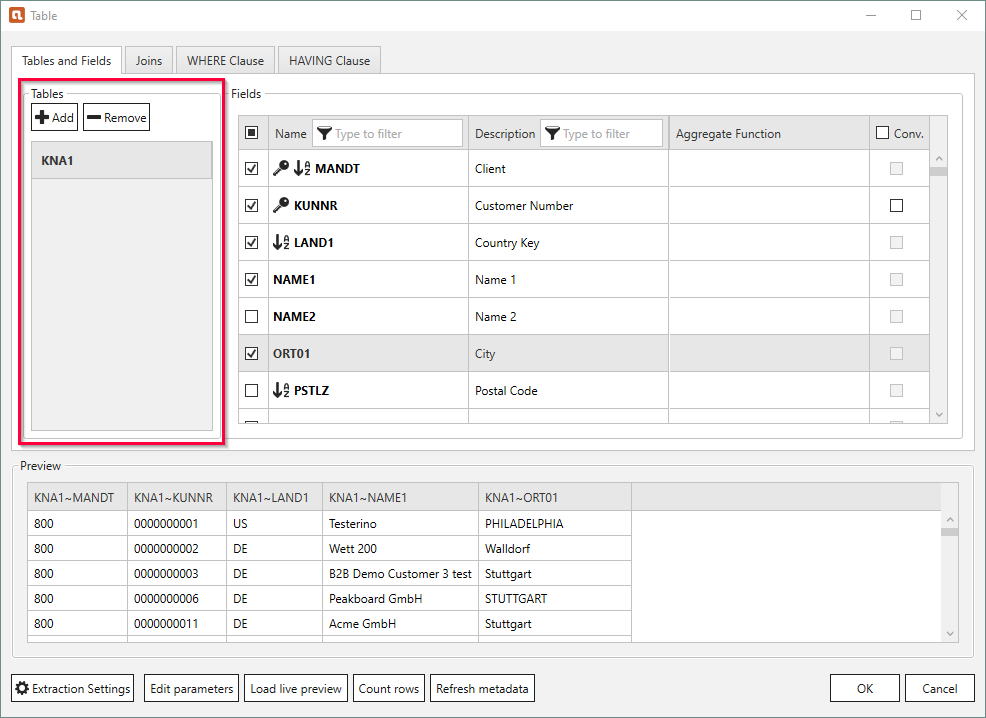 Table
Tables and Fields Joins WHERE Clause HAVING Clause
Tables
Add Remove
KNA1
Fields
Name Type to filter Description Type to filter Aggregate Function Conv.
MANDT Client
KUNNR Customer Number
LAND1 Country Key
NAME1 Name 1
NAME2 Name 2
ORT01 City
PSTLZ Postal Code
Preview
KNA1~MANDT KNA1~KUNNR KNA1~LAND1 KNA1~NAME1 KNA1~ORT01
800 0000000001 US Testerino PHILADELPHIA
800 0000000002 DE Wett 200 Walldorf
800 0000000003 DE B2B Demo Customer 3 test Stuttgart
800 0000000006 DE Peakboard GmbH STUTTGART
800 0000000011 DE Acme GmbH Stuttgart
Extraction Settings Edit parameters Load live preview Count rows Refresh metadata OK Cancel